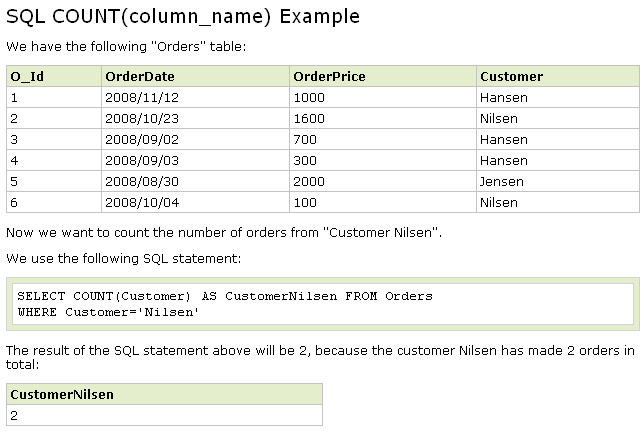 SQL COUNT(column_name) Example
We have the following "Orders" table:
O_Id OrderDate OrderPrice Customer
1 2008/11/12 1000 Hansen
2 2008/10/23 1600 Nilsen
3 2008/09/02 700 Hansen
4 2008/09/03 300 Hansen
5 2008/08/30 2000 Jensen
6 2008/10/04 100 Nilsen
Now we want to count the number of orders from "Customer Nilsen".
We use the following SQL statement:
SELECT COUNT(Customer) AS CustomerNilsen FROM Orders
WHERE Customer='Nilsen'
The result of the SQL statement above will be 2, because the customer Nilsen has made 2 orders in
total:
CustomerNilsen
2